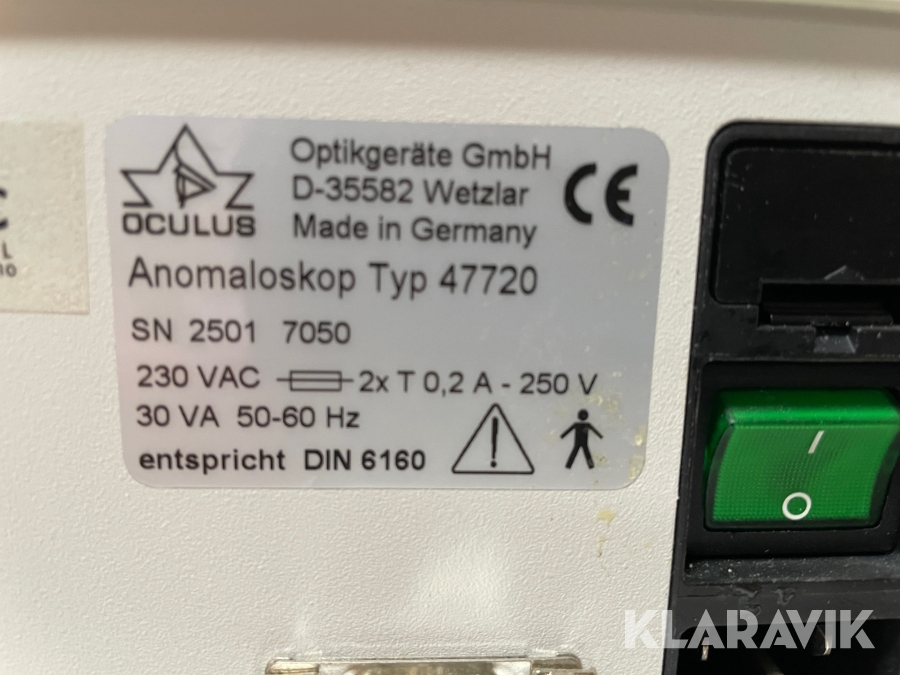 Optikgeräte GmbH
D-35582 Wetzlar
Made in Germany
OCULUS
CE
Anomaloskop Typ 47720
SN 2501 7050
230 VAC 2x T 0,2 A - 250 V
30 VA 50-60 Hz
entspricht DIN 6160
I
O
KLARAVIK